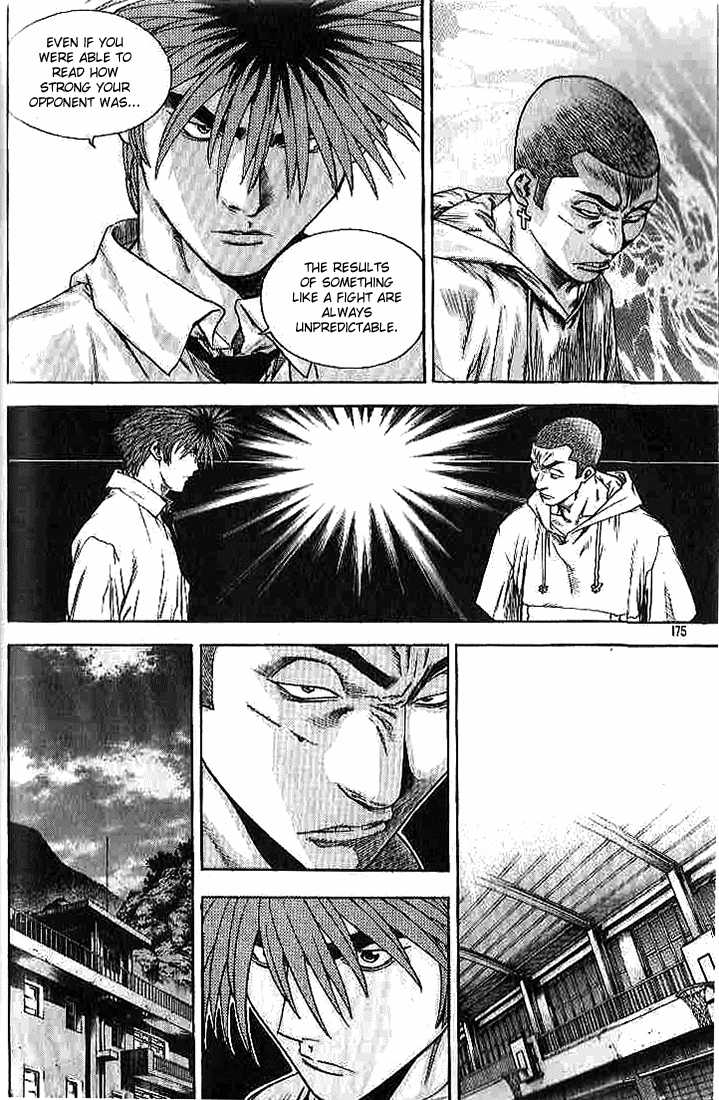 EVEN IF YOU
WERE ABLE TO
READ HOW
STRONG YOUR
OPPONENT WAS...
THE RESULTS
OF SOMETHING
LIKE A FIGHT ARE
ALWAYS
UNPREDICTABLE.
175